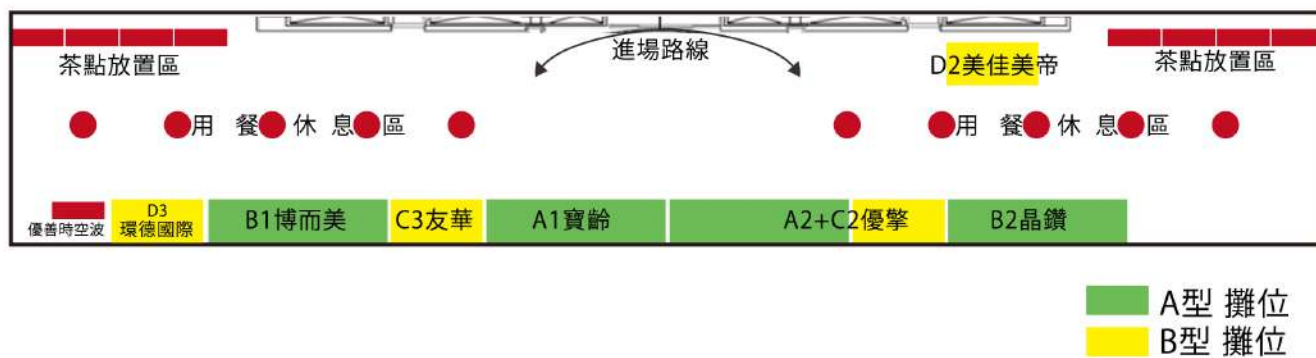 進場路線
茶點放置區
D2美佳美帝
茶點放置區
用 餐 休 息 區
用 餐 休 息 區
優善時空波
D3
環德國際
B1博而美
C3友華
A1寶齡
A2+C2優擎
B2晶鑽
A型 攤位
B型 攤位